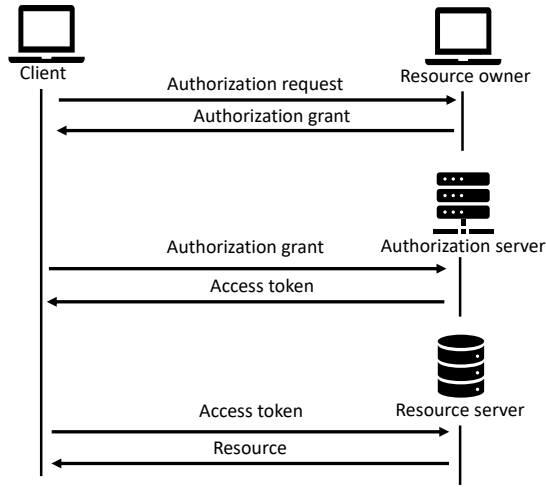 Client
Resource owner
Authorization request
Authorization grant
Authorization server
Authorization grant
Access token
Resource server
Access token
Resource